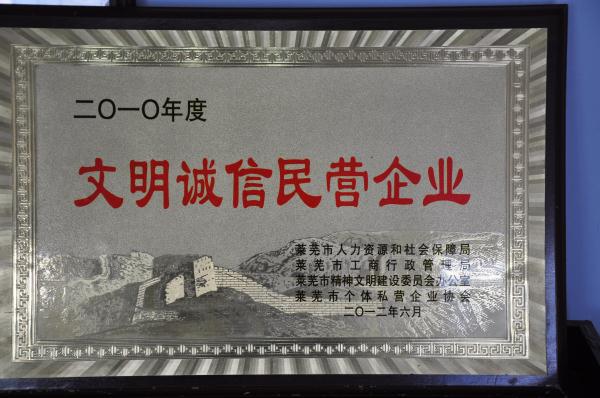 二〇一〇年度
文明诚信民营企业
莱芜市人力资源和社会保障局
莱芜市工商行政管理局
莱芜市精神文明建设委员会办公室
莱芜市个体私营企业协会
二〇一二年六月